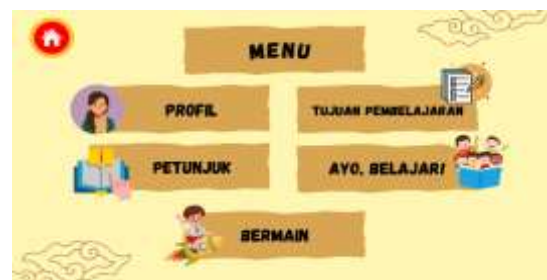 MENU
PROFIL
TUJUAN PEMBELAJARAN
PETUNJUK
AYO, BELAJAR!
BERMAIN